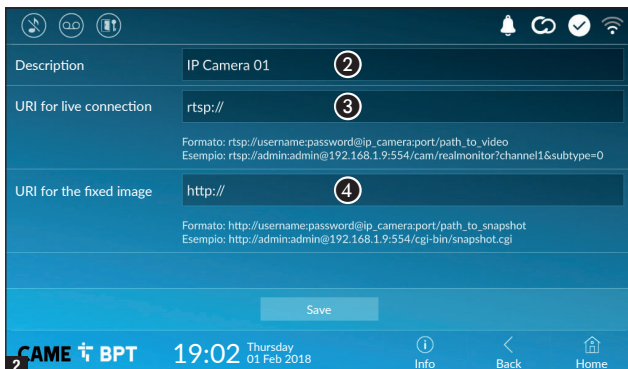 Description
IP Camera 01
2
URI for live connection
rtsp://
3
Formato: rtsp://username:password@ip_camera:port/path_to_video
Esempio: rtsp://admin:admin@192.168.1.9:554/cam/realmonitor?channel1&subtype=0
URI for the fixed image
http://
4
Formato: http://username:password@ip_camera:port/path_to_snapshot
Esempio: http://admin:admin@192.168.1.9:554/cgi-bin/snapshot.cgi
Save
2
CAME BPT
19:02
Thursday
01 Feb 2018
Info
Back
Home